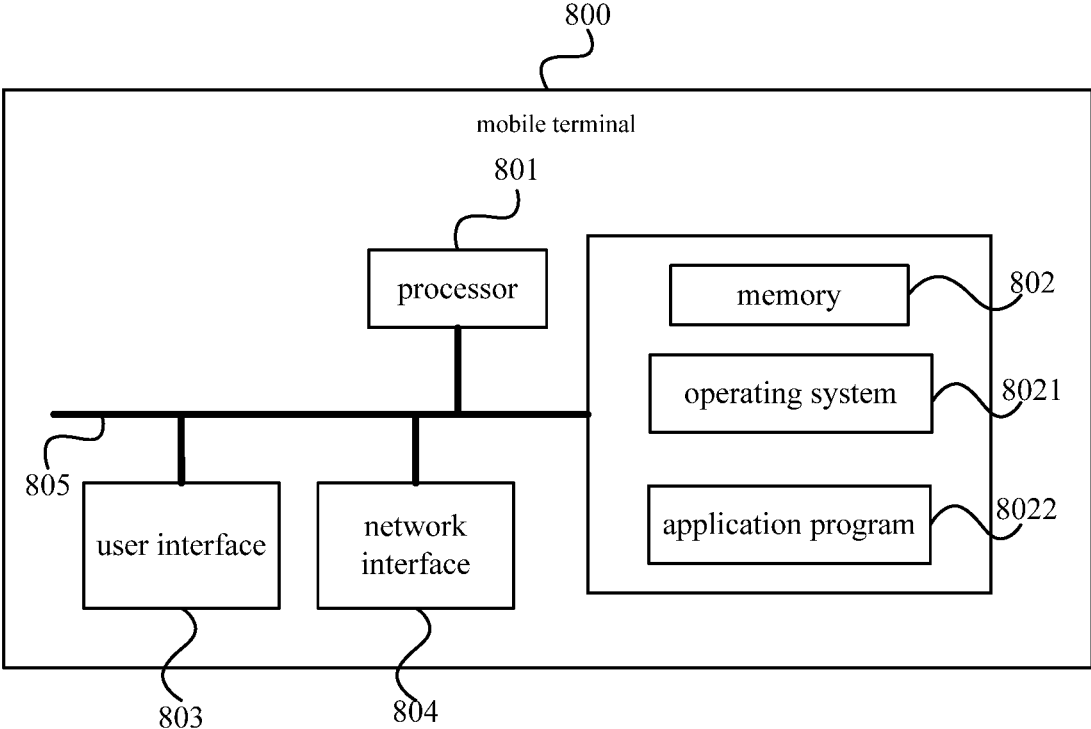 800
mobile terminal
801
processor
memory
802
operating system
8021
805
user interface
network
interface
application program
8022
803
804